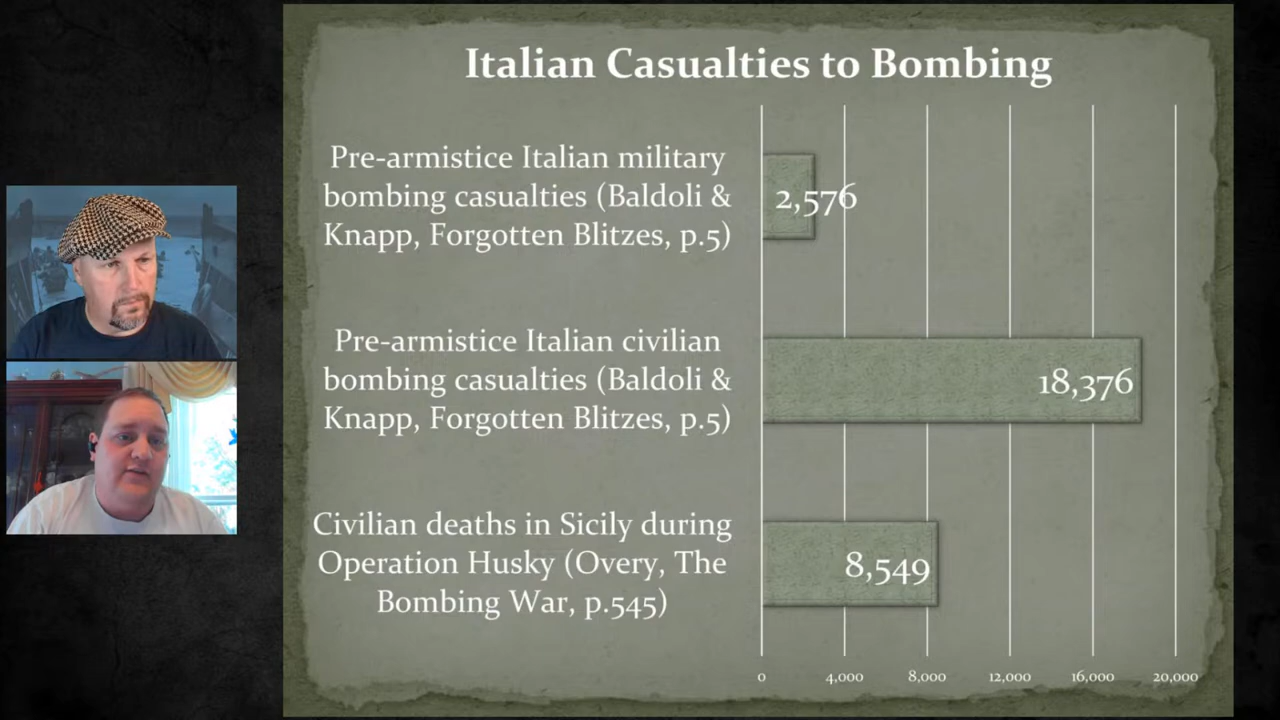 Italian Casualties to Bombing
Pre-armistice Italian military
bombing casualties (Baldoli &
Knapp, Forgotten Blitzes, p.5)
2,576
Pre-armistice Italian civilian
bombing casualties (Baldoli &
Knapp, Forgotten Blitzes, p.5)
18,376
Civilian deaths in Sicily during
Operation Husky (Overy, The
Bombing War, p.545)
8,549
0 4,000 8,000 12,000 16,000 20,000